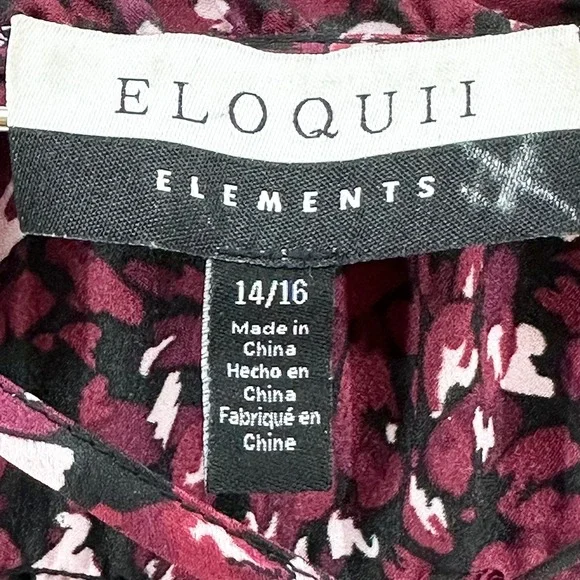 ELOQUII
ELEMENTS
14/16
Made in
China
Hecho en
China
Fabriqué en
Chine